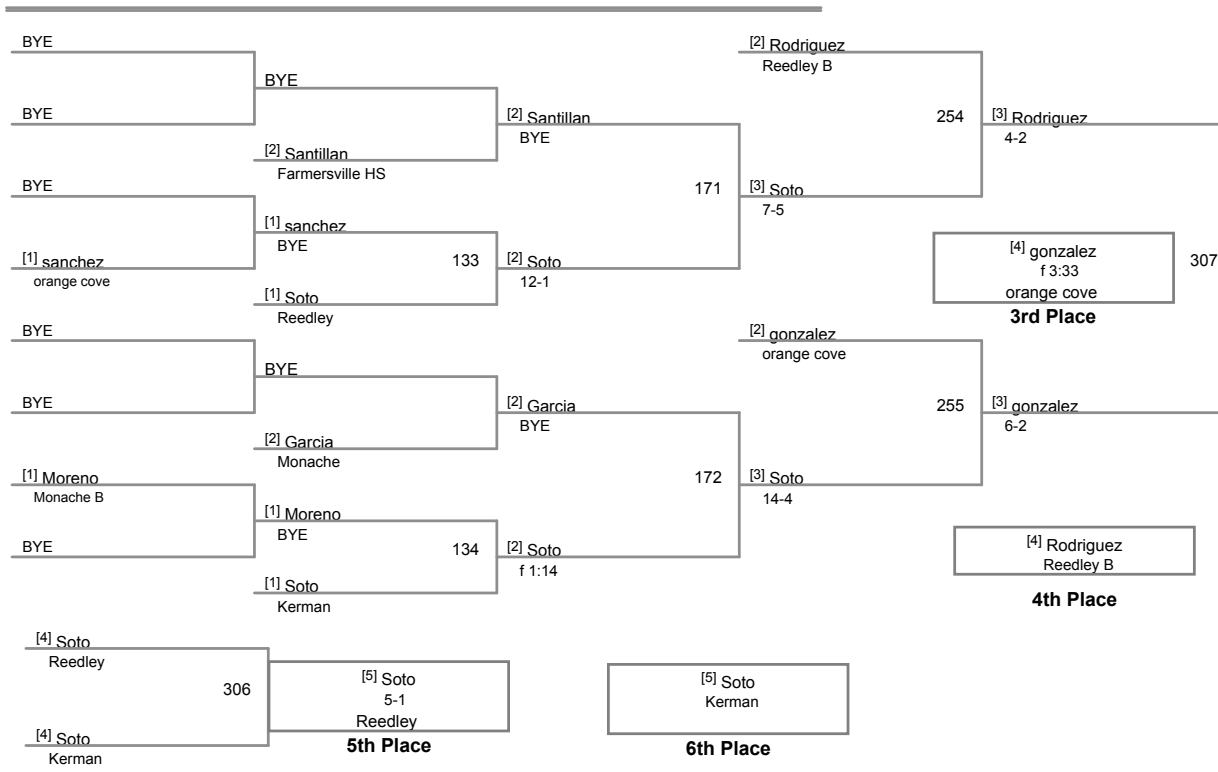 BYE
[2] Rodriguez
Reedley B
BYE
BYE
[2] Santillan
BYE
254
[3] Rodriguez
4-2
[2] Santillan
Farmersville HS
BYE
171
[3] Soto
7-5
[1] sanchez
BYE
133
[2] Soto
12-1
[1] sanchez
orange cove
[1] Soto
Reedley
[4] gonzalez
f 3:33
orange cove
307
3rd Place
BYE
[2] gonzalez
orange cove
BYE
BYE
[2] Garcia
BYE
255
[3] gonzalez
6-2
[2] Garcia
Monache
[1] Moreno
Monache B
172
[3] Soto
14-4
[1] Moreno
BYE
134
[2] Soto
f 1:14
BYE
[1] Soto
Kerman
[4] Rodriguez
Reedley B
4th Place
[4] Soto
Reedley
306
[5] Soto
5-1
Reedley
5th Place
[5] Soto
Kerman
6th Place
[4] Soto
Kerman